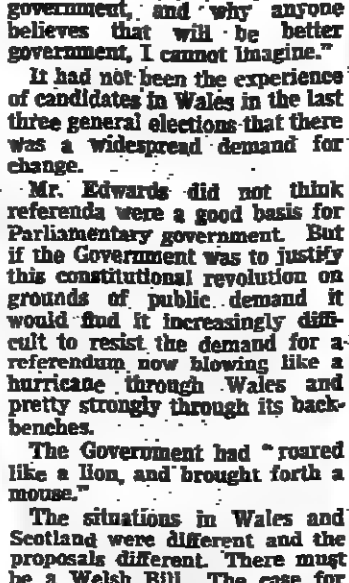 government, and why anyone
believes that will be better
government, I cannot imagine."
It had not been the experience
of candidates in Wales in the last
three general elections that there
was a widespread demand for
change.
Mr. Edwards did not think
referenda were a good basis for
Parliamentary government. But
if the Government was to justify
this constitutional revolution on
grounds of public demand it
would find it increasingly diffi-
cult to resist the demand for a
referendum now blowing like a
hurricane through Wales and
pretty strongly through its back-
benches.
The Government had "roared
like a lion, and brought forth a
mouse."
The situations in Wales and
Scotland were different and the
proposals different. There must
be a Welsh Bill. The case for